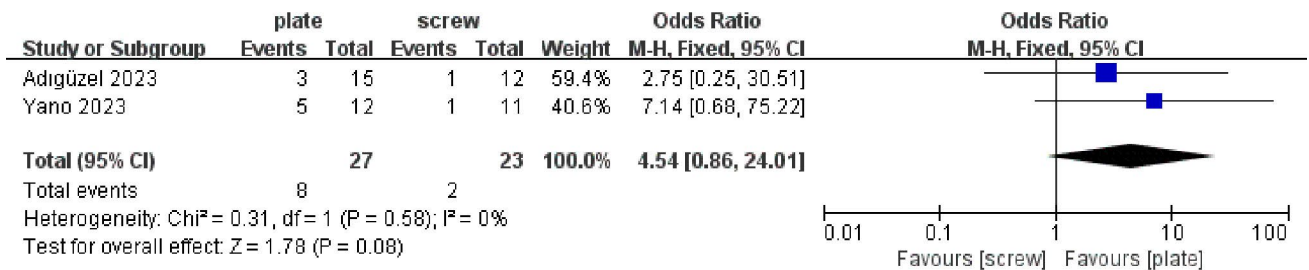 plate screw Odds Ratio Odds Ratio
Study or Subgroup Events Total Events Total Weight M-H, Fixed, 95% CI M-H, Fixed, 95% CI
Adıgüzel 2023 3 15 1 12 59.4% 2.75 [0.25, 30.51]
Yano 2023 5 12 1 11 40.6% 7.14 [0.68, 75.22]
Total (95% CI) 27 23 100.0% 4.54 [0.86, 24.01]
Total events 8 2
Heterogeneity: Chi² = 0.31, df = 1 (P = 0.58); I² = 0%
Test for overall effect: Z = 1.78 (P = 0.08)
0.01 0.1 1 10 100
Favours [screw] Favours [plate]